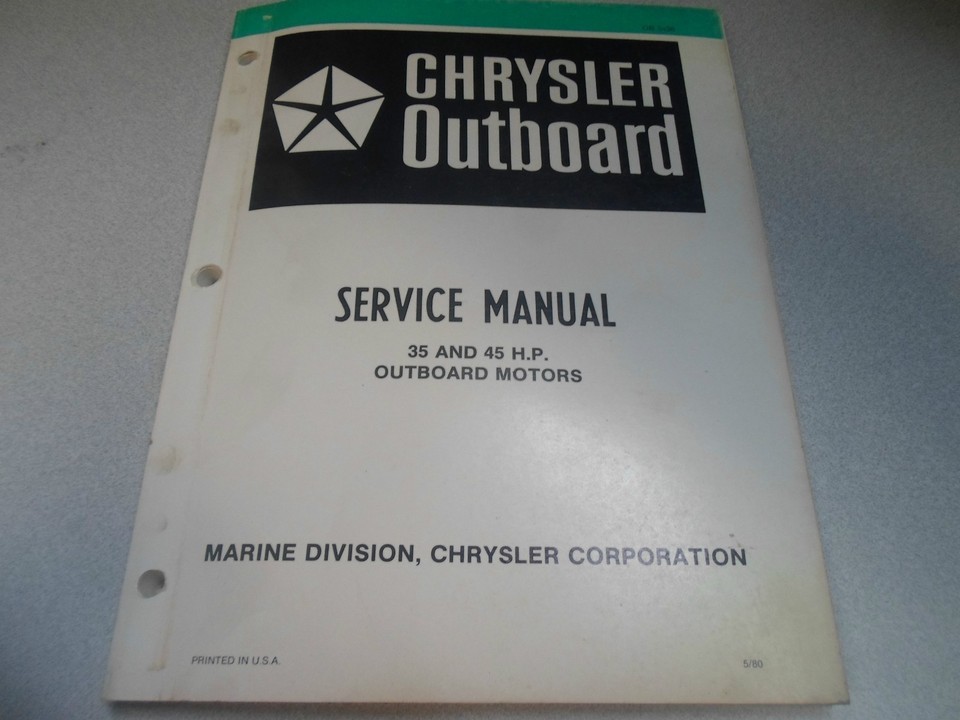 CHRYSLER
Outboard
SERVICE MANUAL
35 AND 45 H.P.
OUTBOARD MOTORS
MARINE DIVISION, CHRYSLER CORPORATION
PRINTED IN U.S.A.
5/80